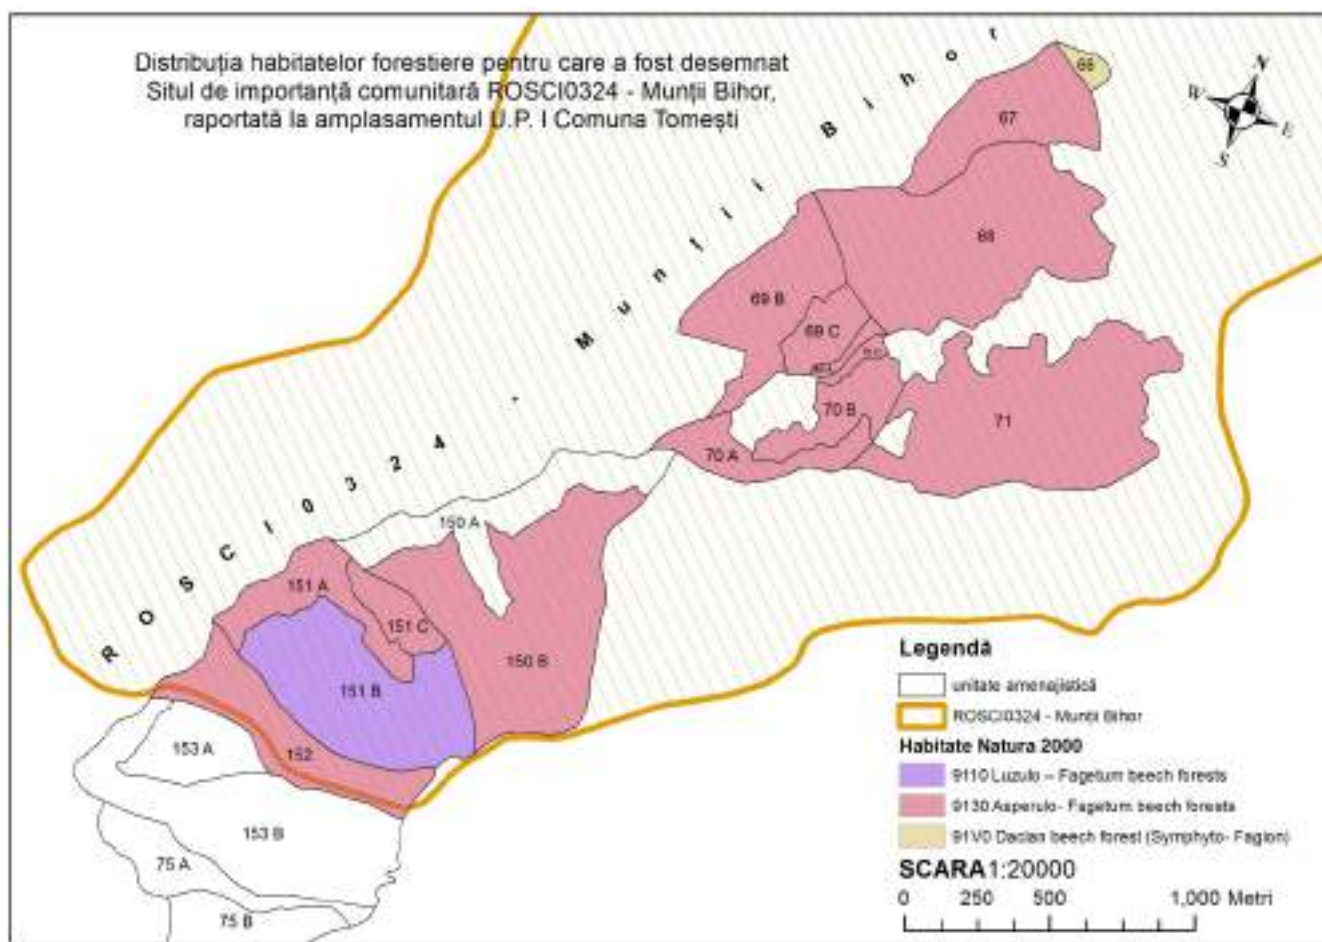 Distribuția habitatelor forestiere pentru care a fost desemnat
Situl de importanță comunitară ROSCI0324 - Munții Bihor,
raportată la amplasamentul U.P. I Comuna Tomești
ROSCI0324 - Muntii Bihor
N
W
E
S
66
67
68
69 B
69 C
70 B
71
70 A
150 A
151 A
151 C
150 B
151 B
152
153 A
153 B
75 A
75 B
Legendă
unitate amenajistică
ROSCI0324 - Munții Bihor
Habitate Natura 2000
9110 Luzulo – Fagetum beech forests
9130 Asperulo- Fagetum beech forests
91V0 Dacian beech forest (Symphyto- Fagion)
SCARA 1:20000
0 250 500 1,000 Metri